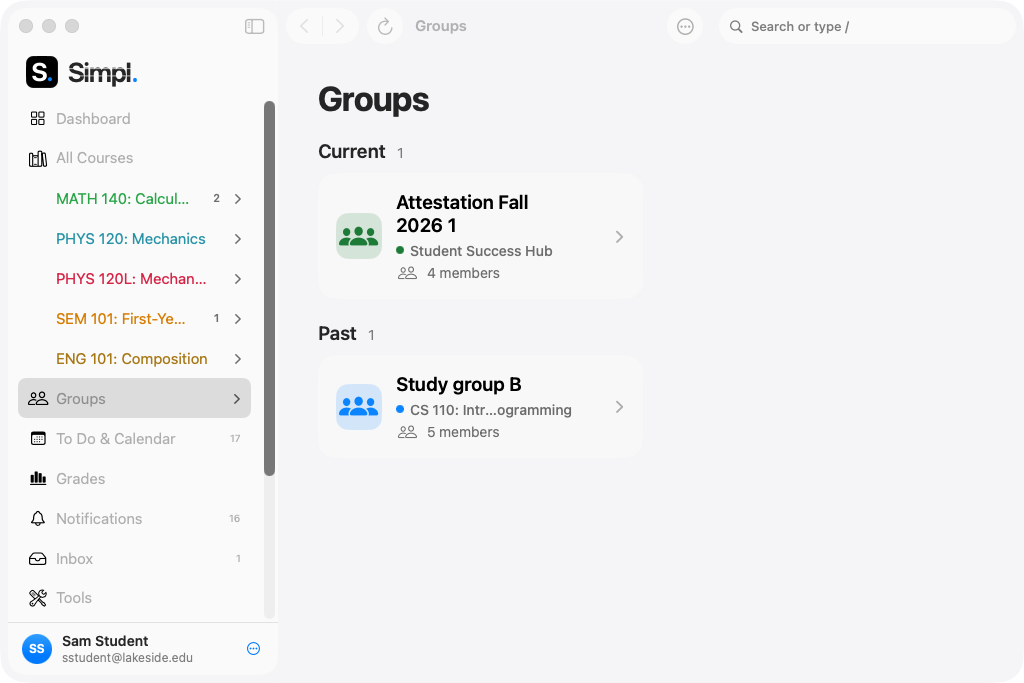 Groups
Search or type /
S. Simpl.
Dashboard
All Courses
MATH 140: Calcul... 2
PHYS 120: Mechanics
PHYS 120L: Mechan...
SEM 101: First-Ye... 1
ENG 101: Composition
Groups
To Do & Calendar 17
Grades
Notifications 16
Inbox 1
Tools
SS
Sam Student
sstudent@lakeside.edu
Groups
Current 1
Attestation Fall
2026 1
Student Success Hub
4 members
Past 1
Study group B
CS 110: Intr...ogramming
5 members